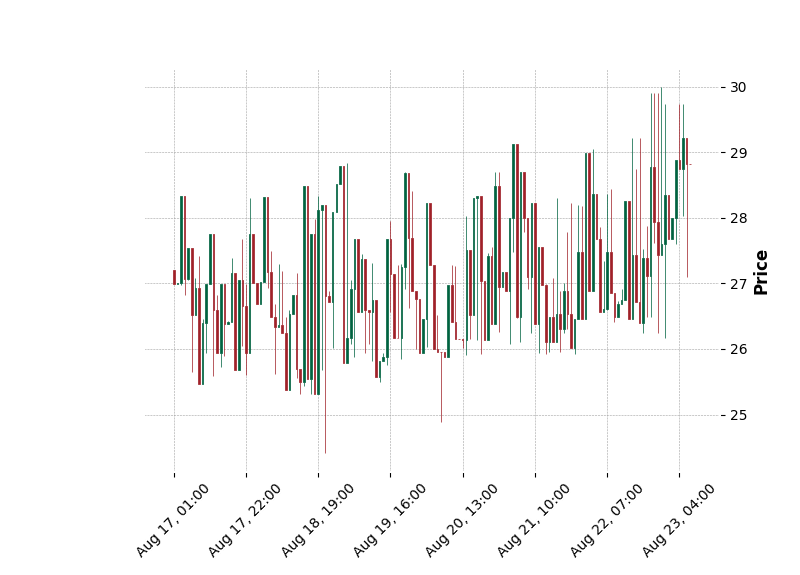 30
29
28
27
26
25
Price
Aug 17, 01:00
Aug 17, 22:00
Aug 18, 19:00
Aug 19, 16:00
Aug 20, 13:00
Aug 21, 10:00
Aug 22, 07:00
Aug 23, 04:00